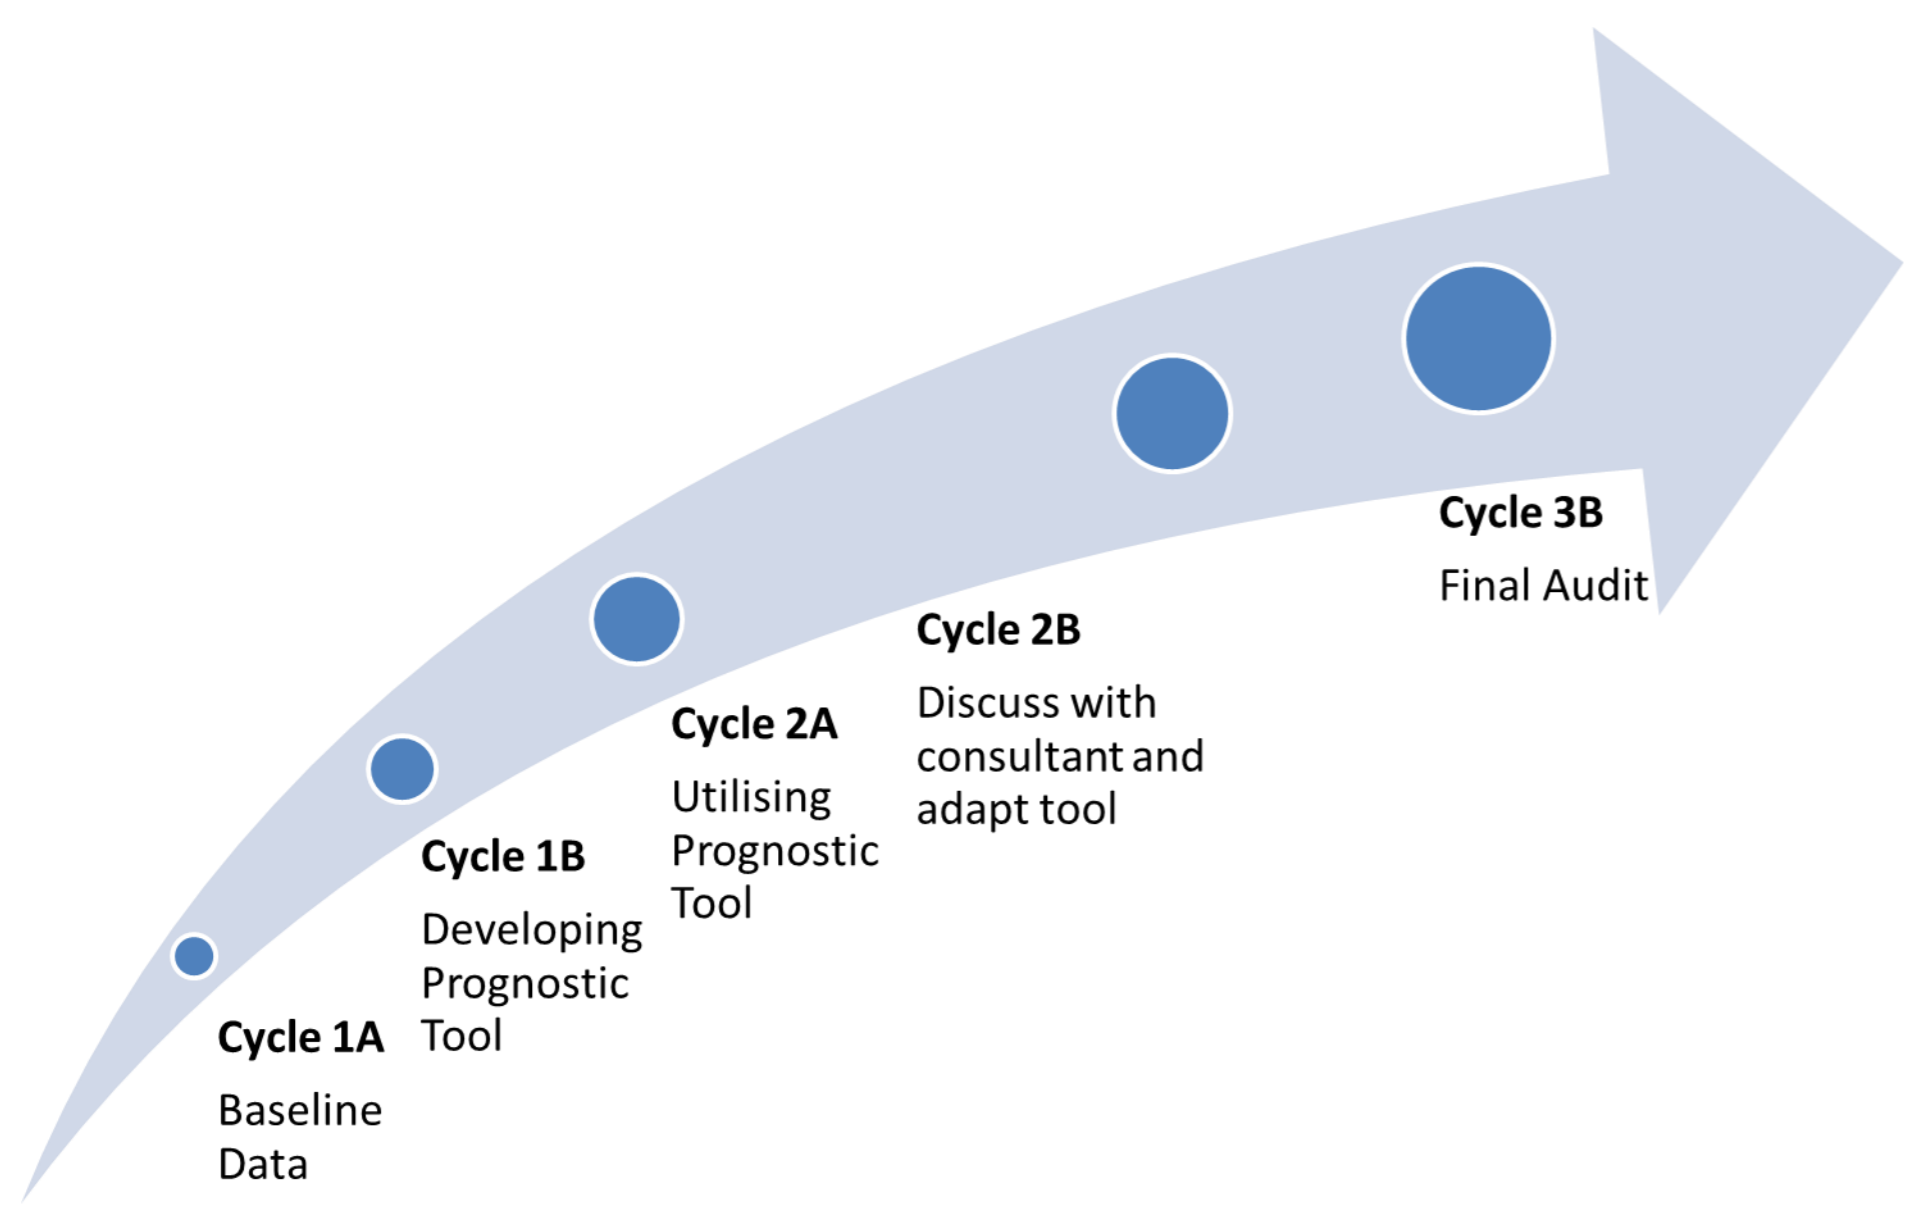 Cycle 1A
Baseline
Data
Cycle 1B
Developing
Prognostic
Tool
Cycle 2A
Utilising
Prognostic
Tool
Cycle 2B
Discuss with
consultant and
adapt tool
Cycle 3B
Final Audit